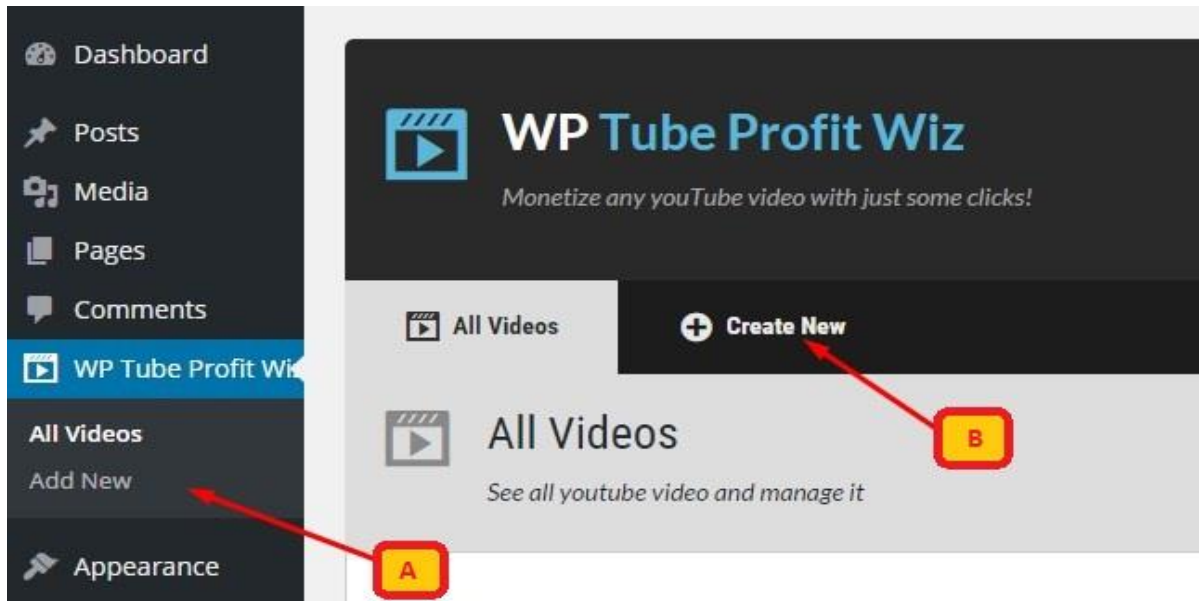 Dashboard
Posts
Media
Pages
Comments
WP Tube Profit Wi
All Videos
Add New
Appearance
WP Tube Profit Wiz
Monetize any youTube video with just some clicks!
All Videos
Create New
All Videos
See all youtube video and manage it
A
B